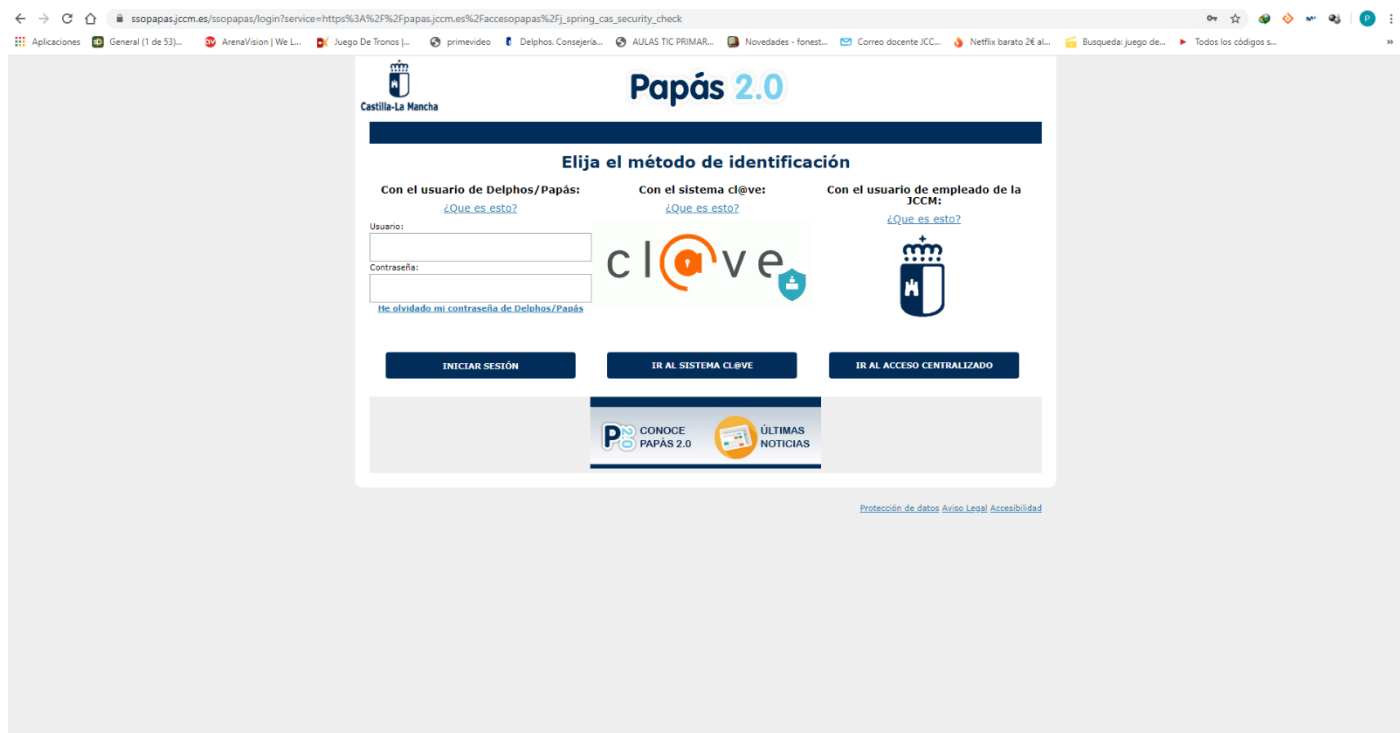 ssopapas.jccm.es/ssopapas/login?service=https%3A%2F%2Fpapas.jccm.es%2Faccesopapas%2Fj_spring_cas_security_check
P
Aplicaciones General (1 de 53)... ArenaVision | We L... Juego De Tronos |... primevideo Delphos. Consejería... AULAS TIC PRIMAR... Novedades - fonest... Correo docente JCC... Netflix barato 2€ al... Busqueda: juego de... Todos los códigos s... »
Castilla-La Mancha
Papás 2.0
Elija el método de identificación
Con el usuario de Delphos/Papás:
¿Que es esto?
Usuario:
Contraseña:
He olvidado mi contraseña de Delphos/Papás
INICIAR SESIÓN
Con el sistema cl@ve:
¿Que es esto?
cl@ve
IR AL SISTEMA CL@VE
Con el usuario de empleado de la
JCCM:
¿Que es esto?
IR AL ACCESO CENTRALIZADO
P20 CONOCE
PAPÁS 2.0
ÚLTIMAS
NOTICIAS
Protección de datos Aviso Legal Accesibilidad